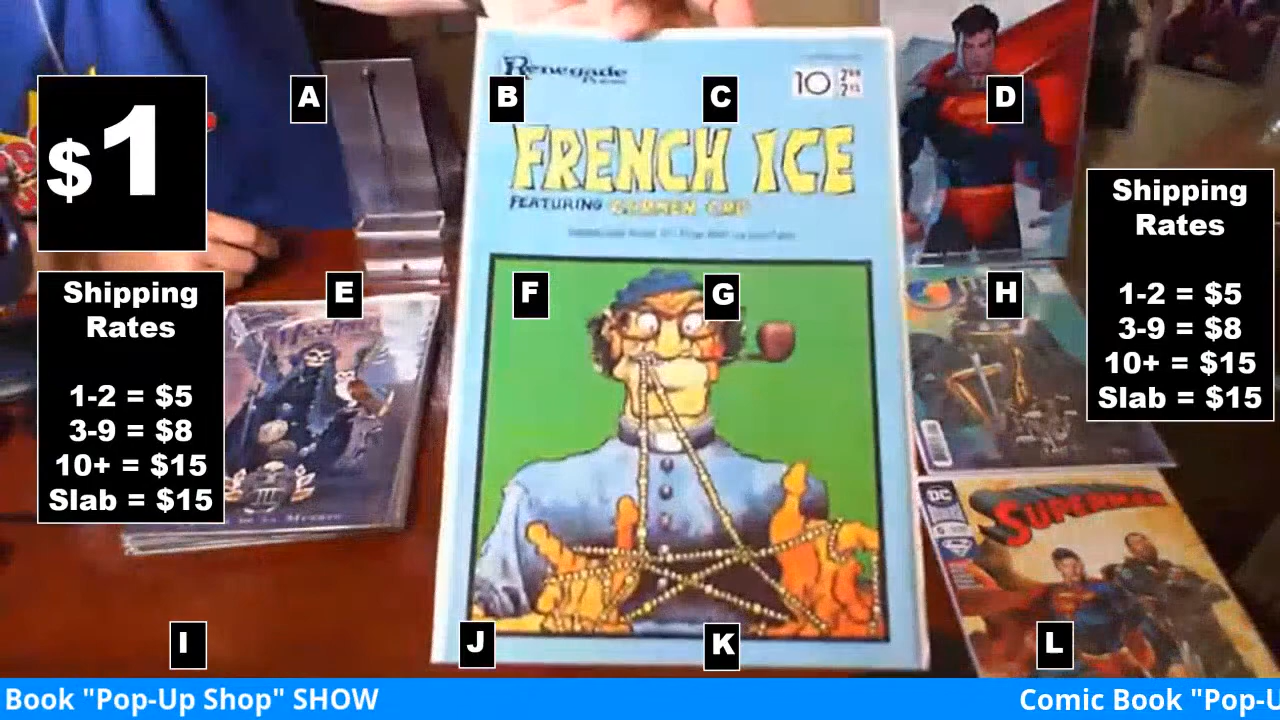 $1
A
B
C
D
Renegade
10
FRENCH ICE
FEATURING CARMEN CRU
Shipping
Rates
1-2 = $5
3-9 = $8
10+ = $15
Slab = $15
Shipping
Rates
1-2 = $5
3-9 = $8
10+ = $15
Slab = $15
E
F
G
H
DC
SUPERMAN
I
J
K
L
Book "Pop-Up Shop" SHOW
Comic Book "Pop-U